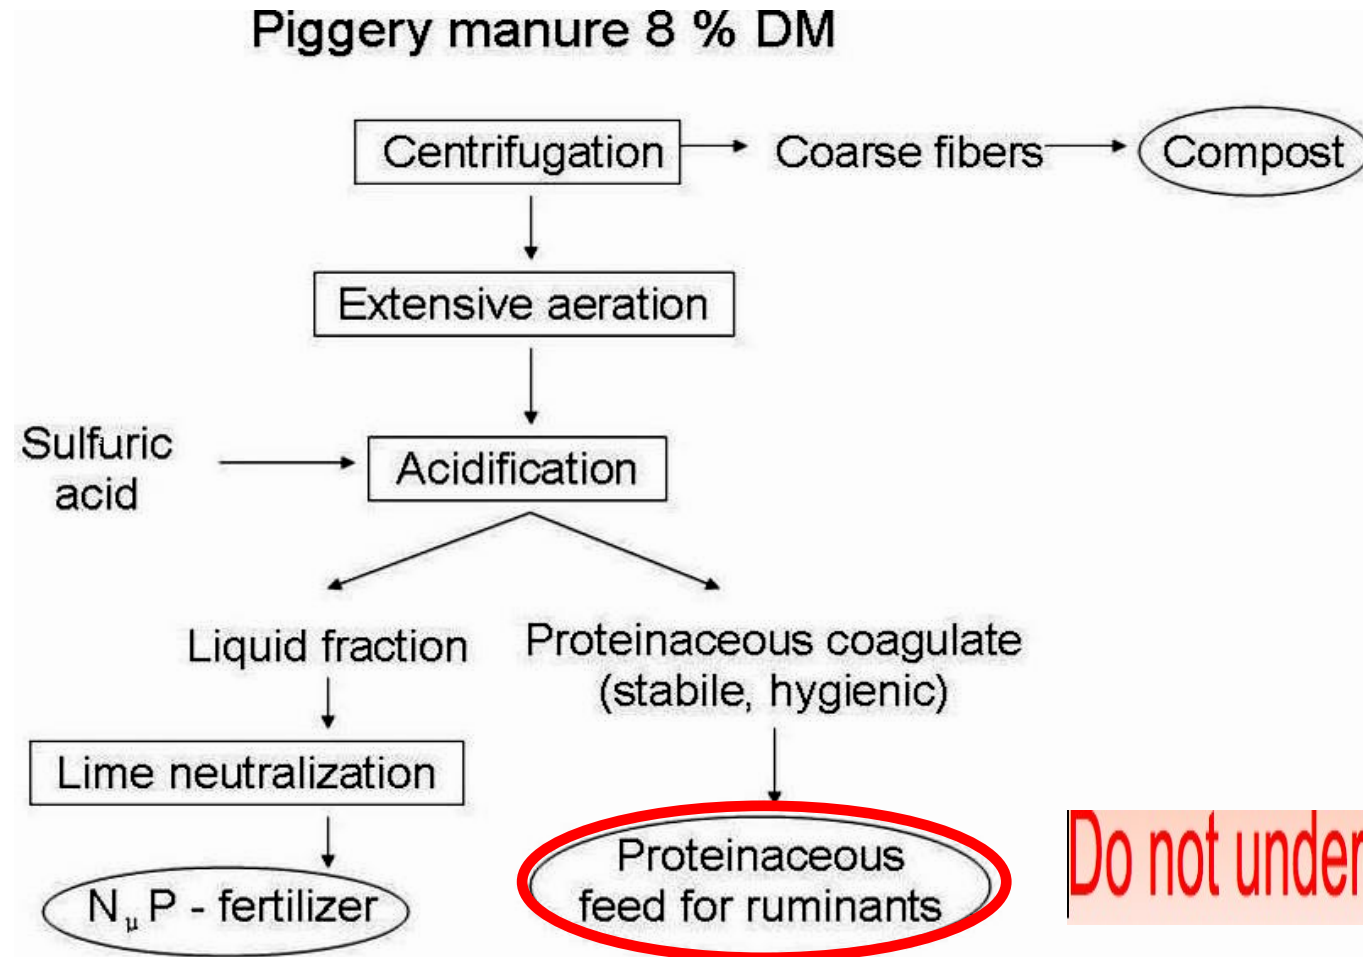 Piggery manure 8 % DM
Centrifugation
Coarse fibers
Compost
Extensive aeration
Sulfuric
acid
Acidification
Liquid fraction
Proteinaceous coagulate
(stabile, hygienic)
Lime neutralization
Proteinaceous
feed for ruminants
N μ P - fertilizer
Do not under